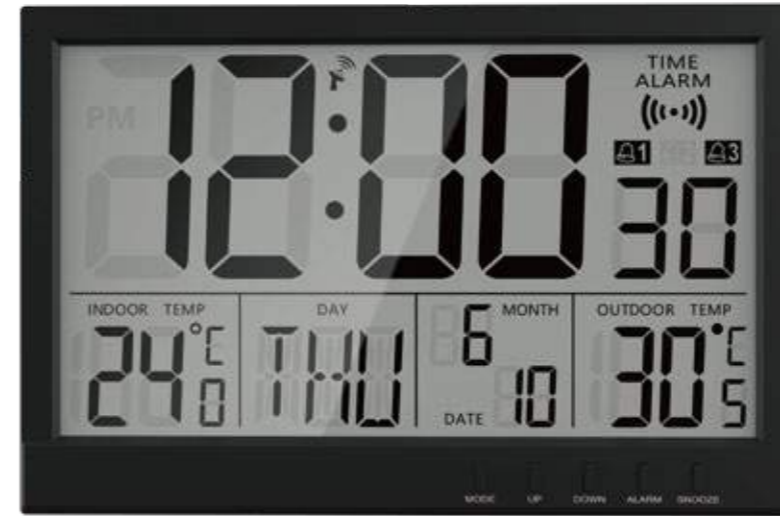 TIME
ALARM
PM
12:00
1 3
30
INDOOR TEMP
24.0°C
DAY
THU
6 MONTH
DATE 10
OUTDOOR TEMP
30.5°C
MODE UP DOWN ALARM SNOOZE